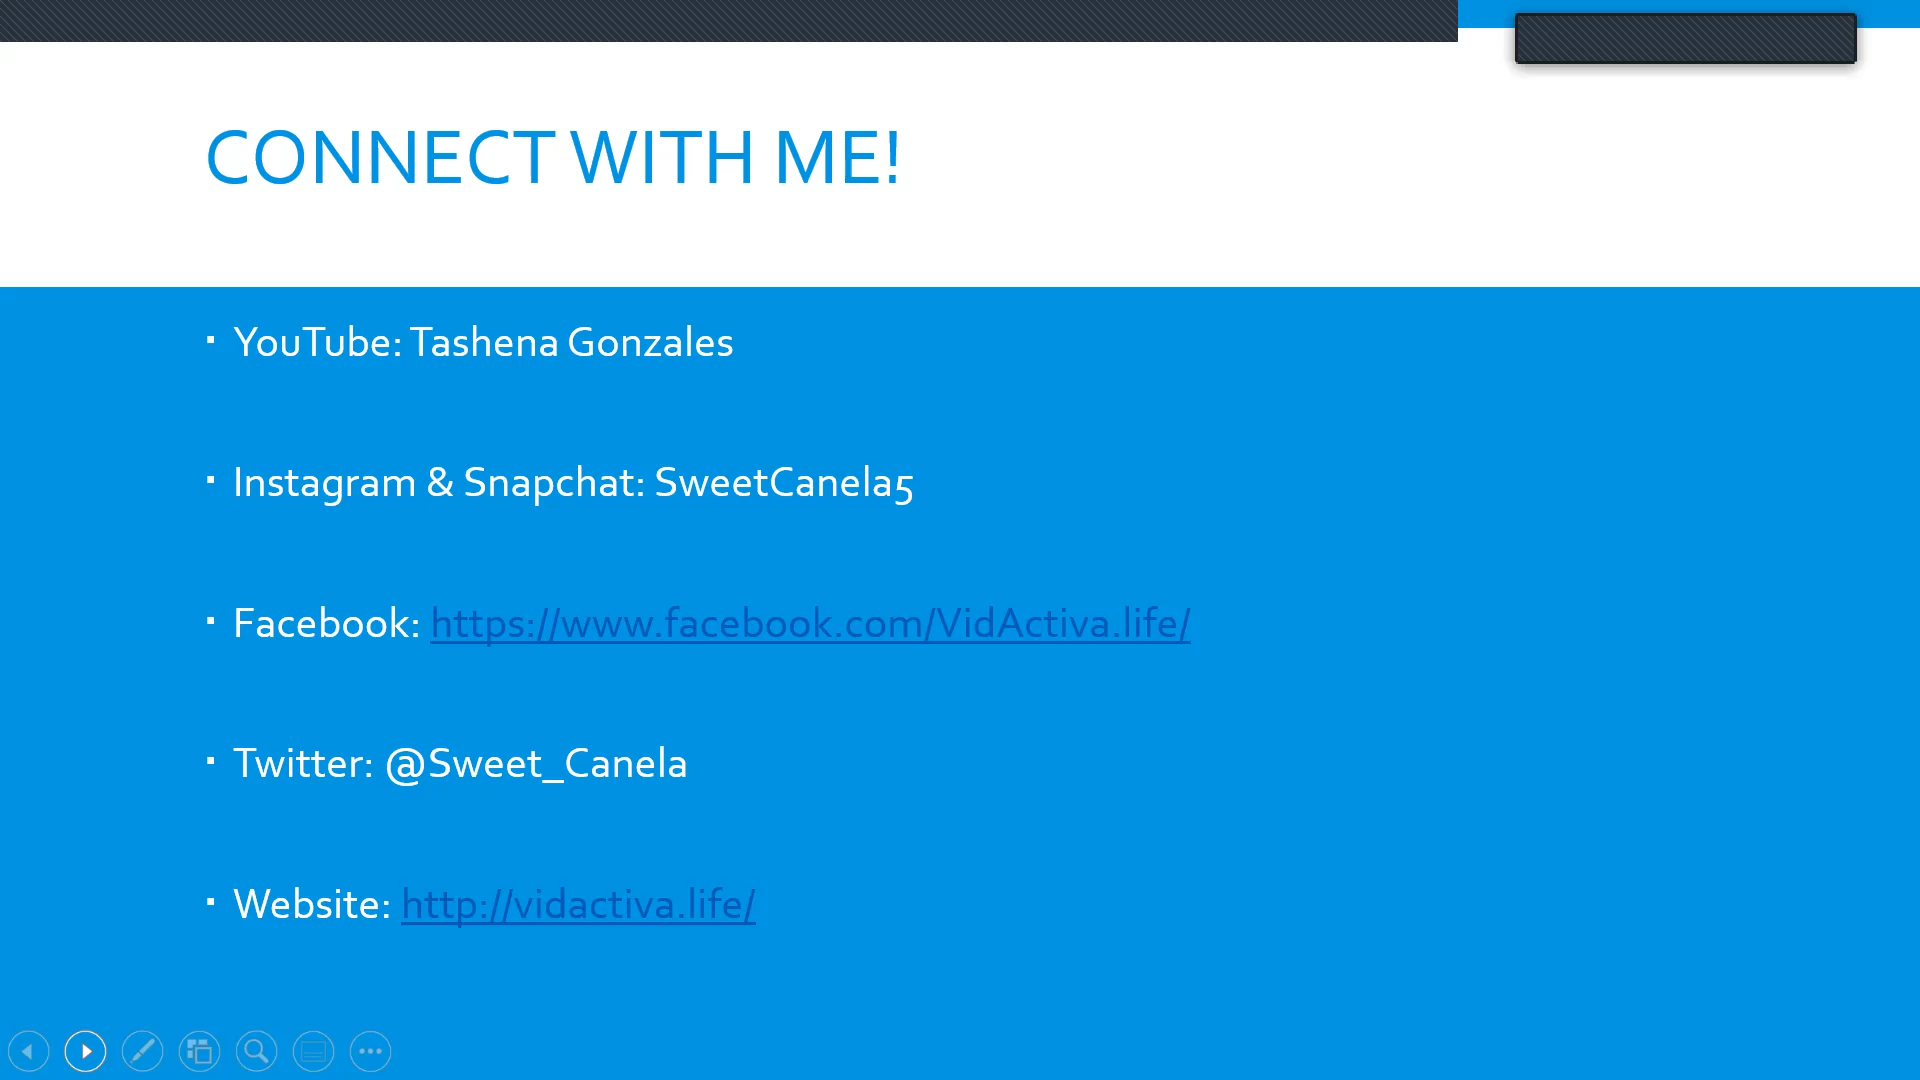 CONNECT WITH ME!
▪ YouTube: Tashena Gonzales
▪ Instagram & Snapchat: SweetCanela5
▪ Facebook: https://www.facebook.com/VidActiva.life/
▪ Twitter: @Sweet_Canela
▪ Website: http://vidactiva.life/